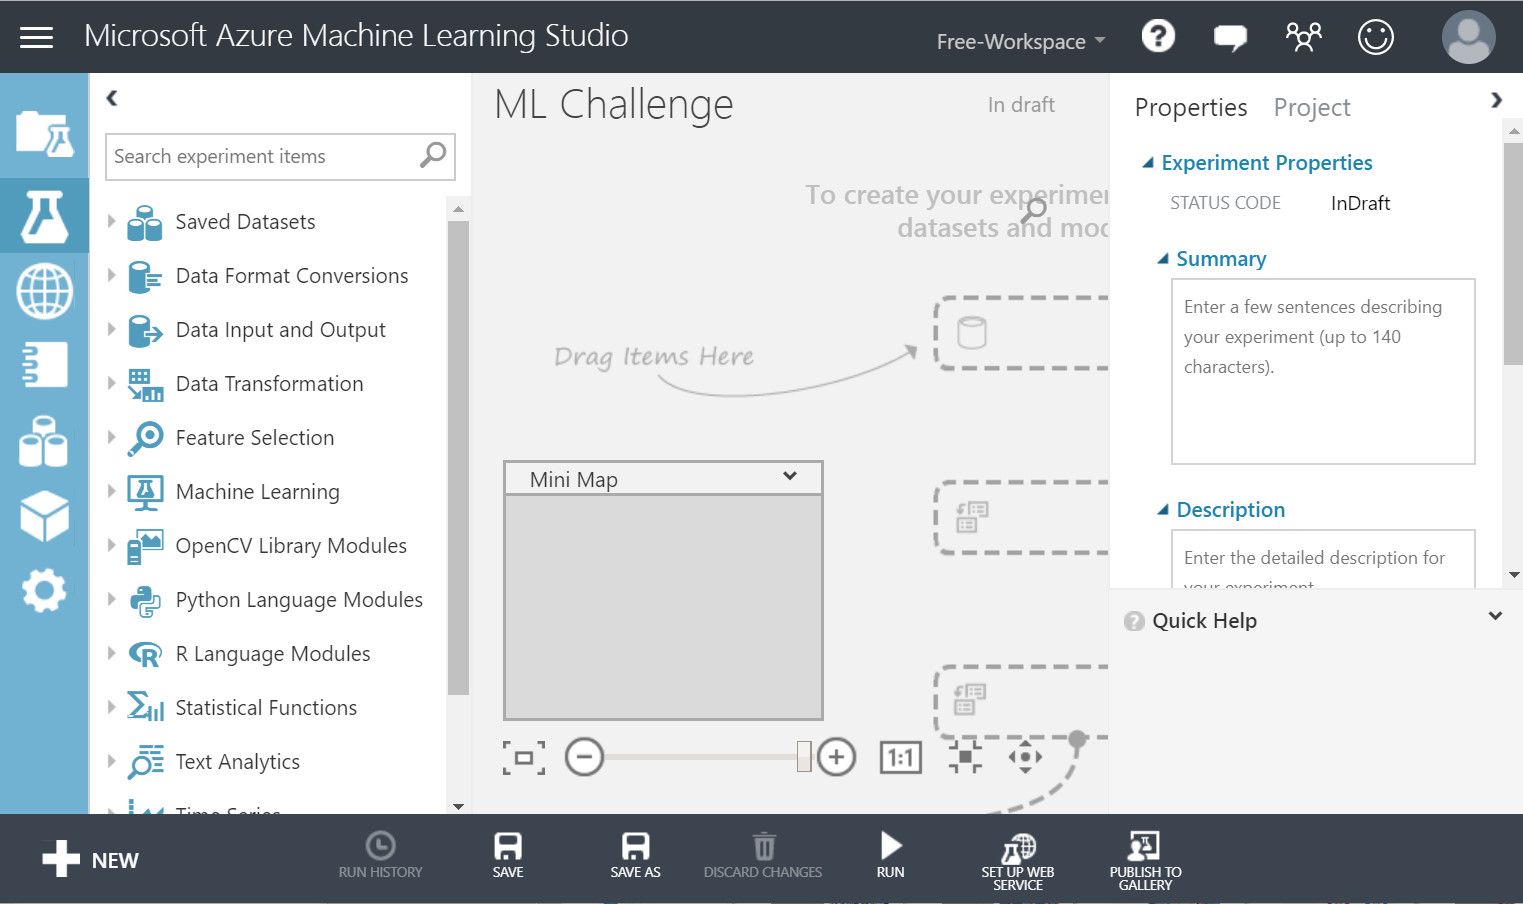 Microsoft Azure Machine Learning Studio
Free-Workspace
Search experiment items
Saved Datasets
Data Format Conversions
Data Input and Output
Data Transformation
Feature Selection
Machine Learning
OpenCV Library Modules
Python Language Modules
R Language Modules
Statistical Functions
Text Analytics
Time Series
ML Challenge
In draft
To create your experimen
datasets and mod
Drag Items Here
Mini Map
1:1
Properties
Project
Experiment Properties
STATUS CODE InDraft
Summary
Enter a few sentences describing
your experiment (up to 140
characters).
Description
Enter the detailed description for
your experiment
Quick Help
NEW
RUN HISTORY
SAVE
SAVE AS
DISCARD CHANGES
RUN
SET UP WEB
SERVICE
PUBLISH TO
GALLERY